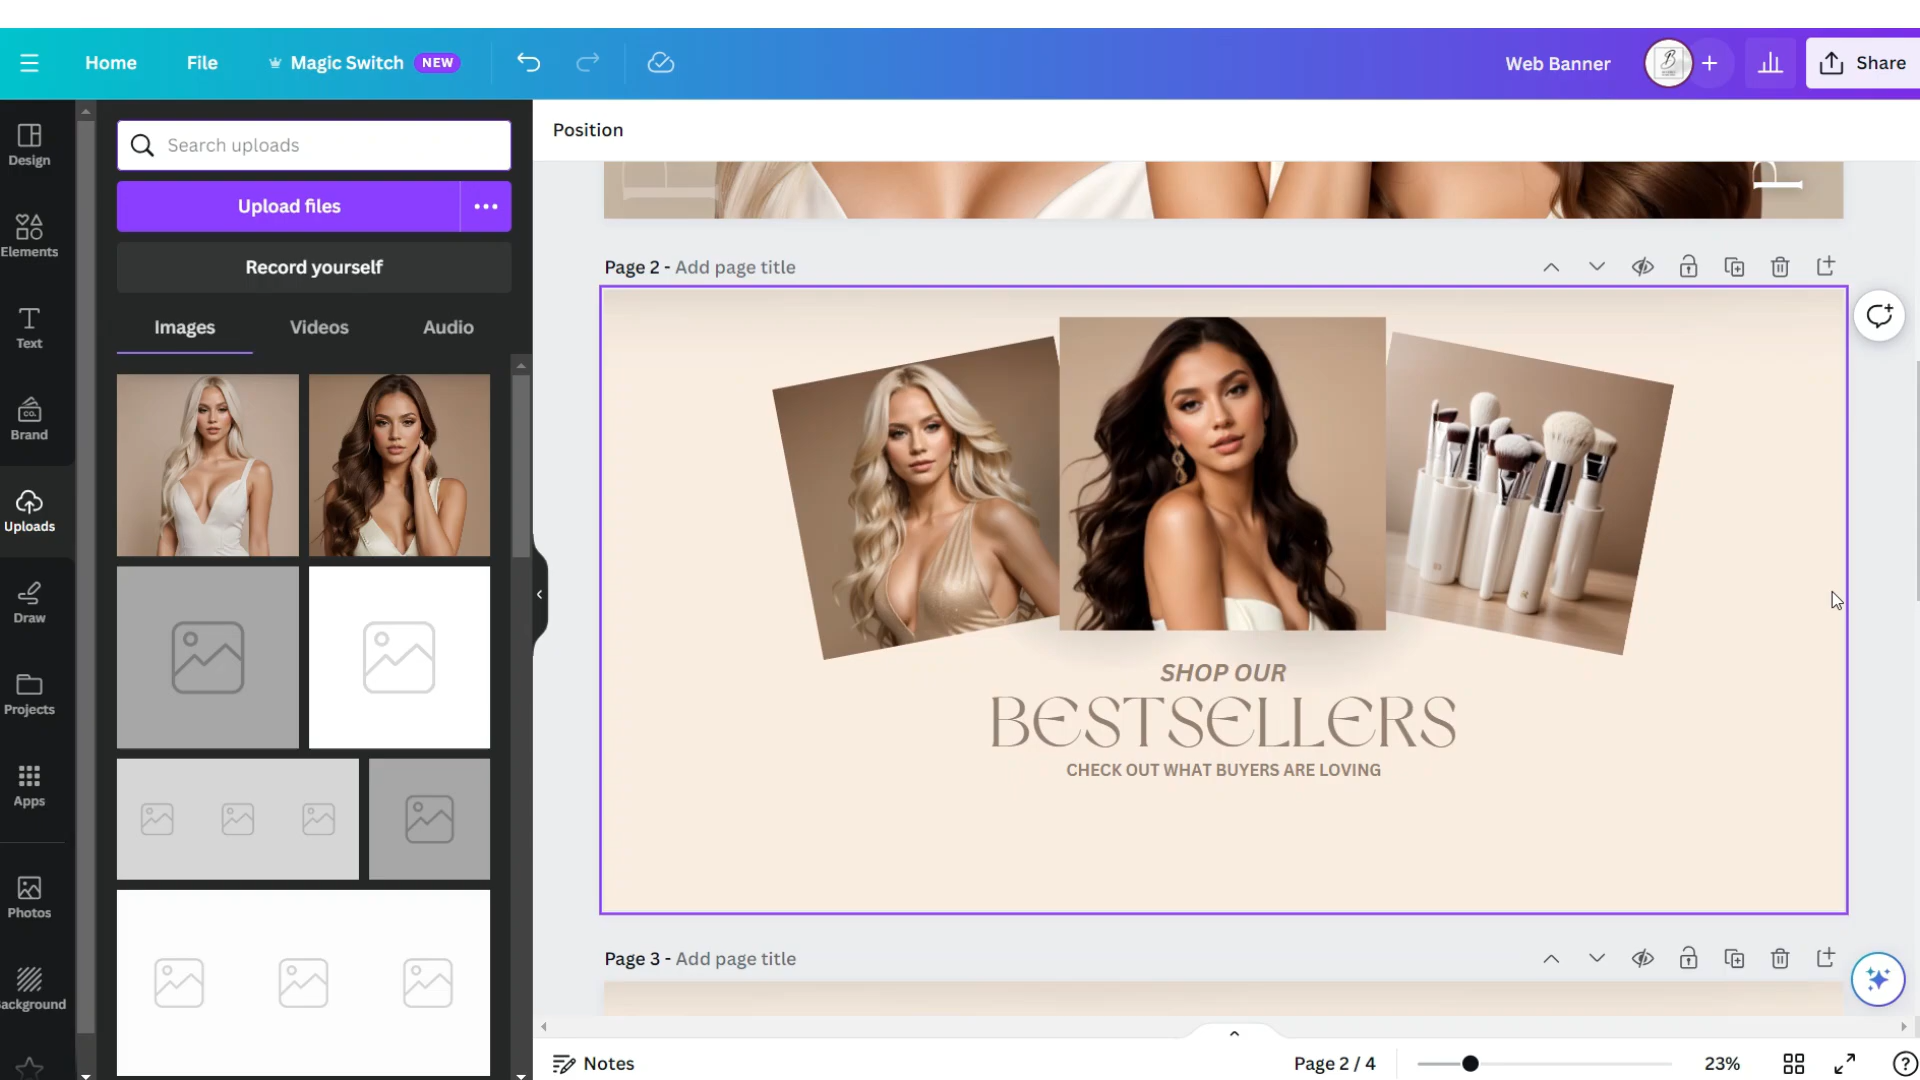 Home File Magic Switch NEW Web Banner Share
Position
Design
Elements
Text
Brand
Uploads
Draw
Projects
Apps
Photos
ackground
Search uploads
Upload files
Record yourself
Images Videos Audio
Page 2 - Add page title
SHOP OUR
BESTSELLERS
CHECK OUT WHAT BUYERS ARE LOVING
Page 3 - Add page title
Notes Page 2 / 4 23%